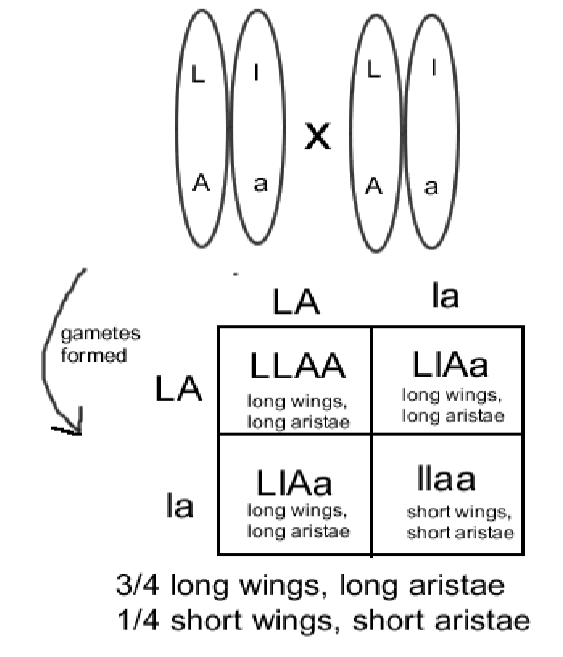 L l L l
X
A a A a
LA la
gametes
formed
LA
LLAA
long wings,
long aristae
LlAa
long wings,
long aristae
la
LlAa
long wings,
long aristae
llaa
short wings,
short aristae
3/4 long wings, long aristae
1/4 short wings, short aristae